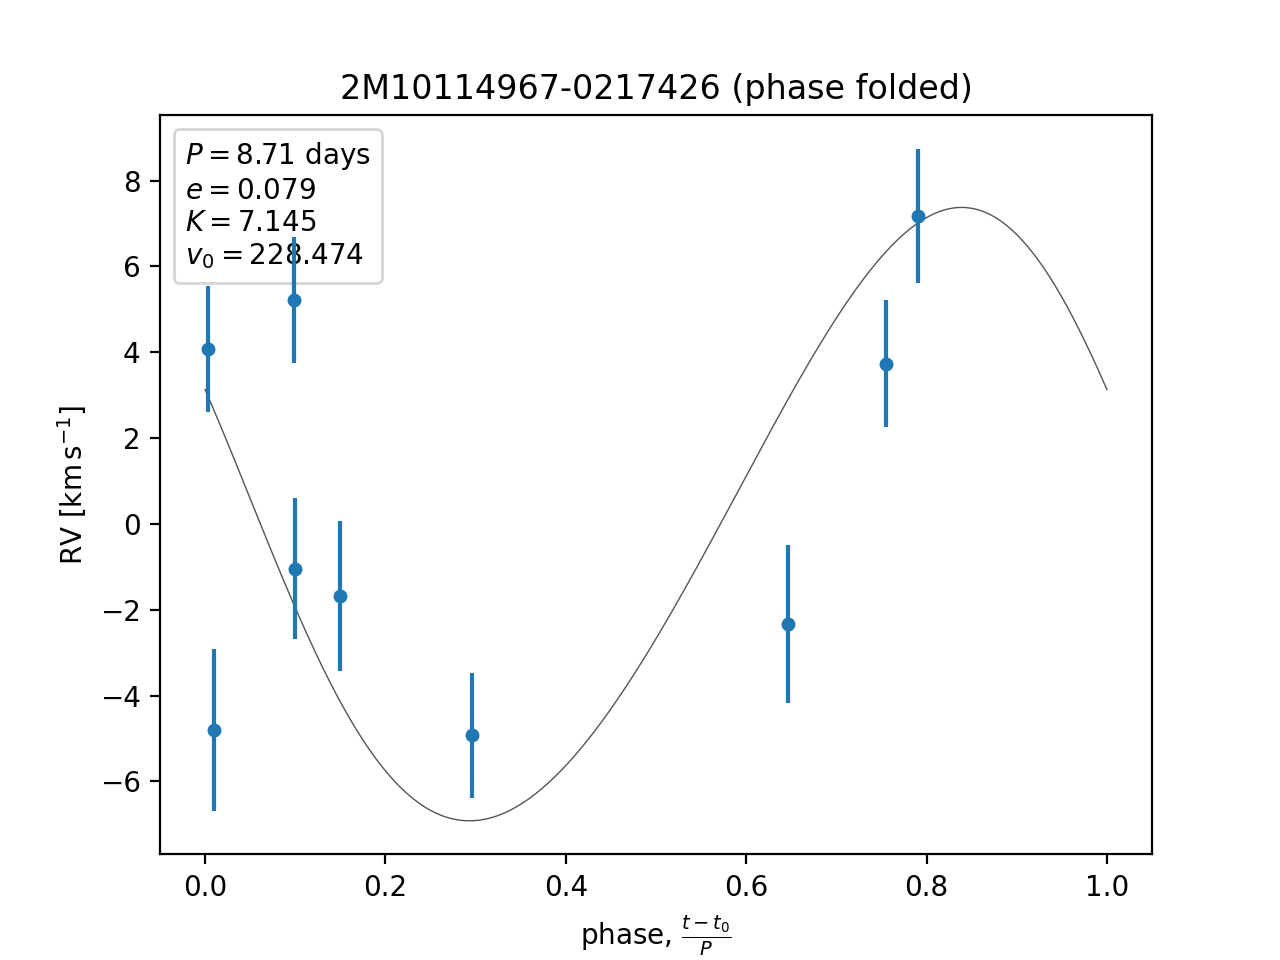 2M10114967-0217426 (phase folded)
P = 8.71 days
e = 0.079
K = 7.145
v₀ = 228.474
8
6
4
2
0
−2
−4
−6
RV [km s⁻¹]
0.0 0.2 0.4 0.6 0.8 1.0
phase, (t − t₀)/P